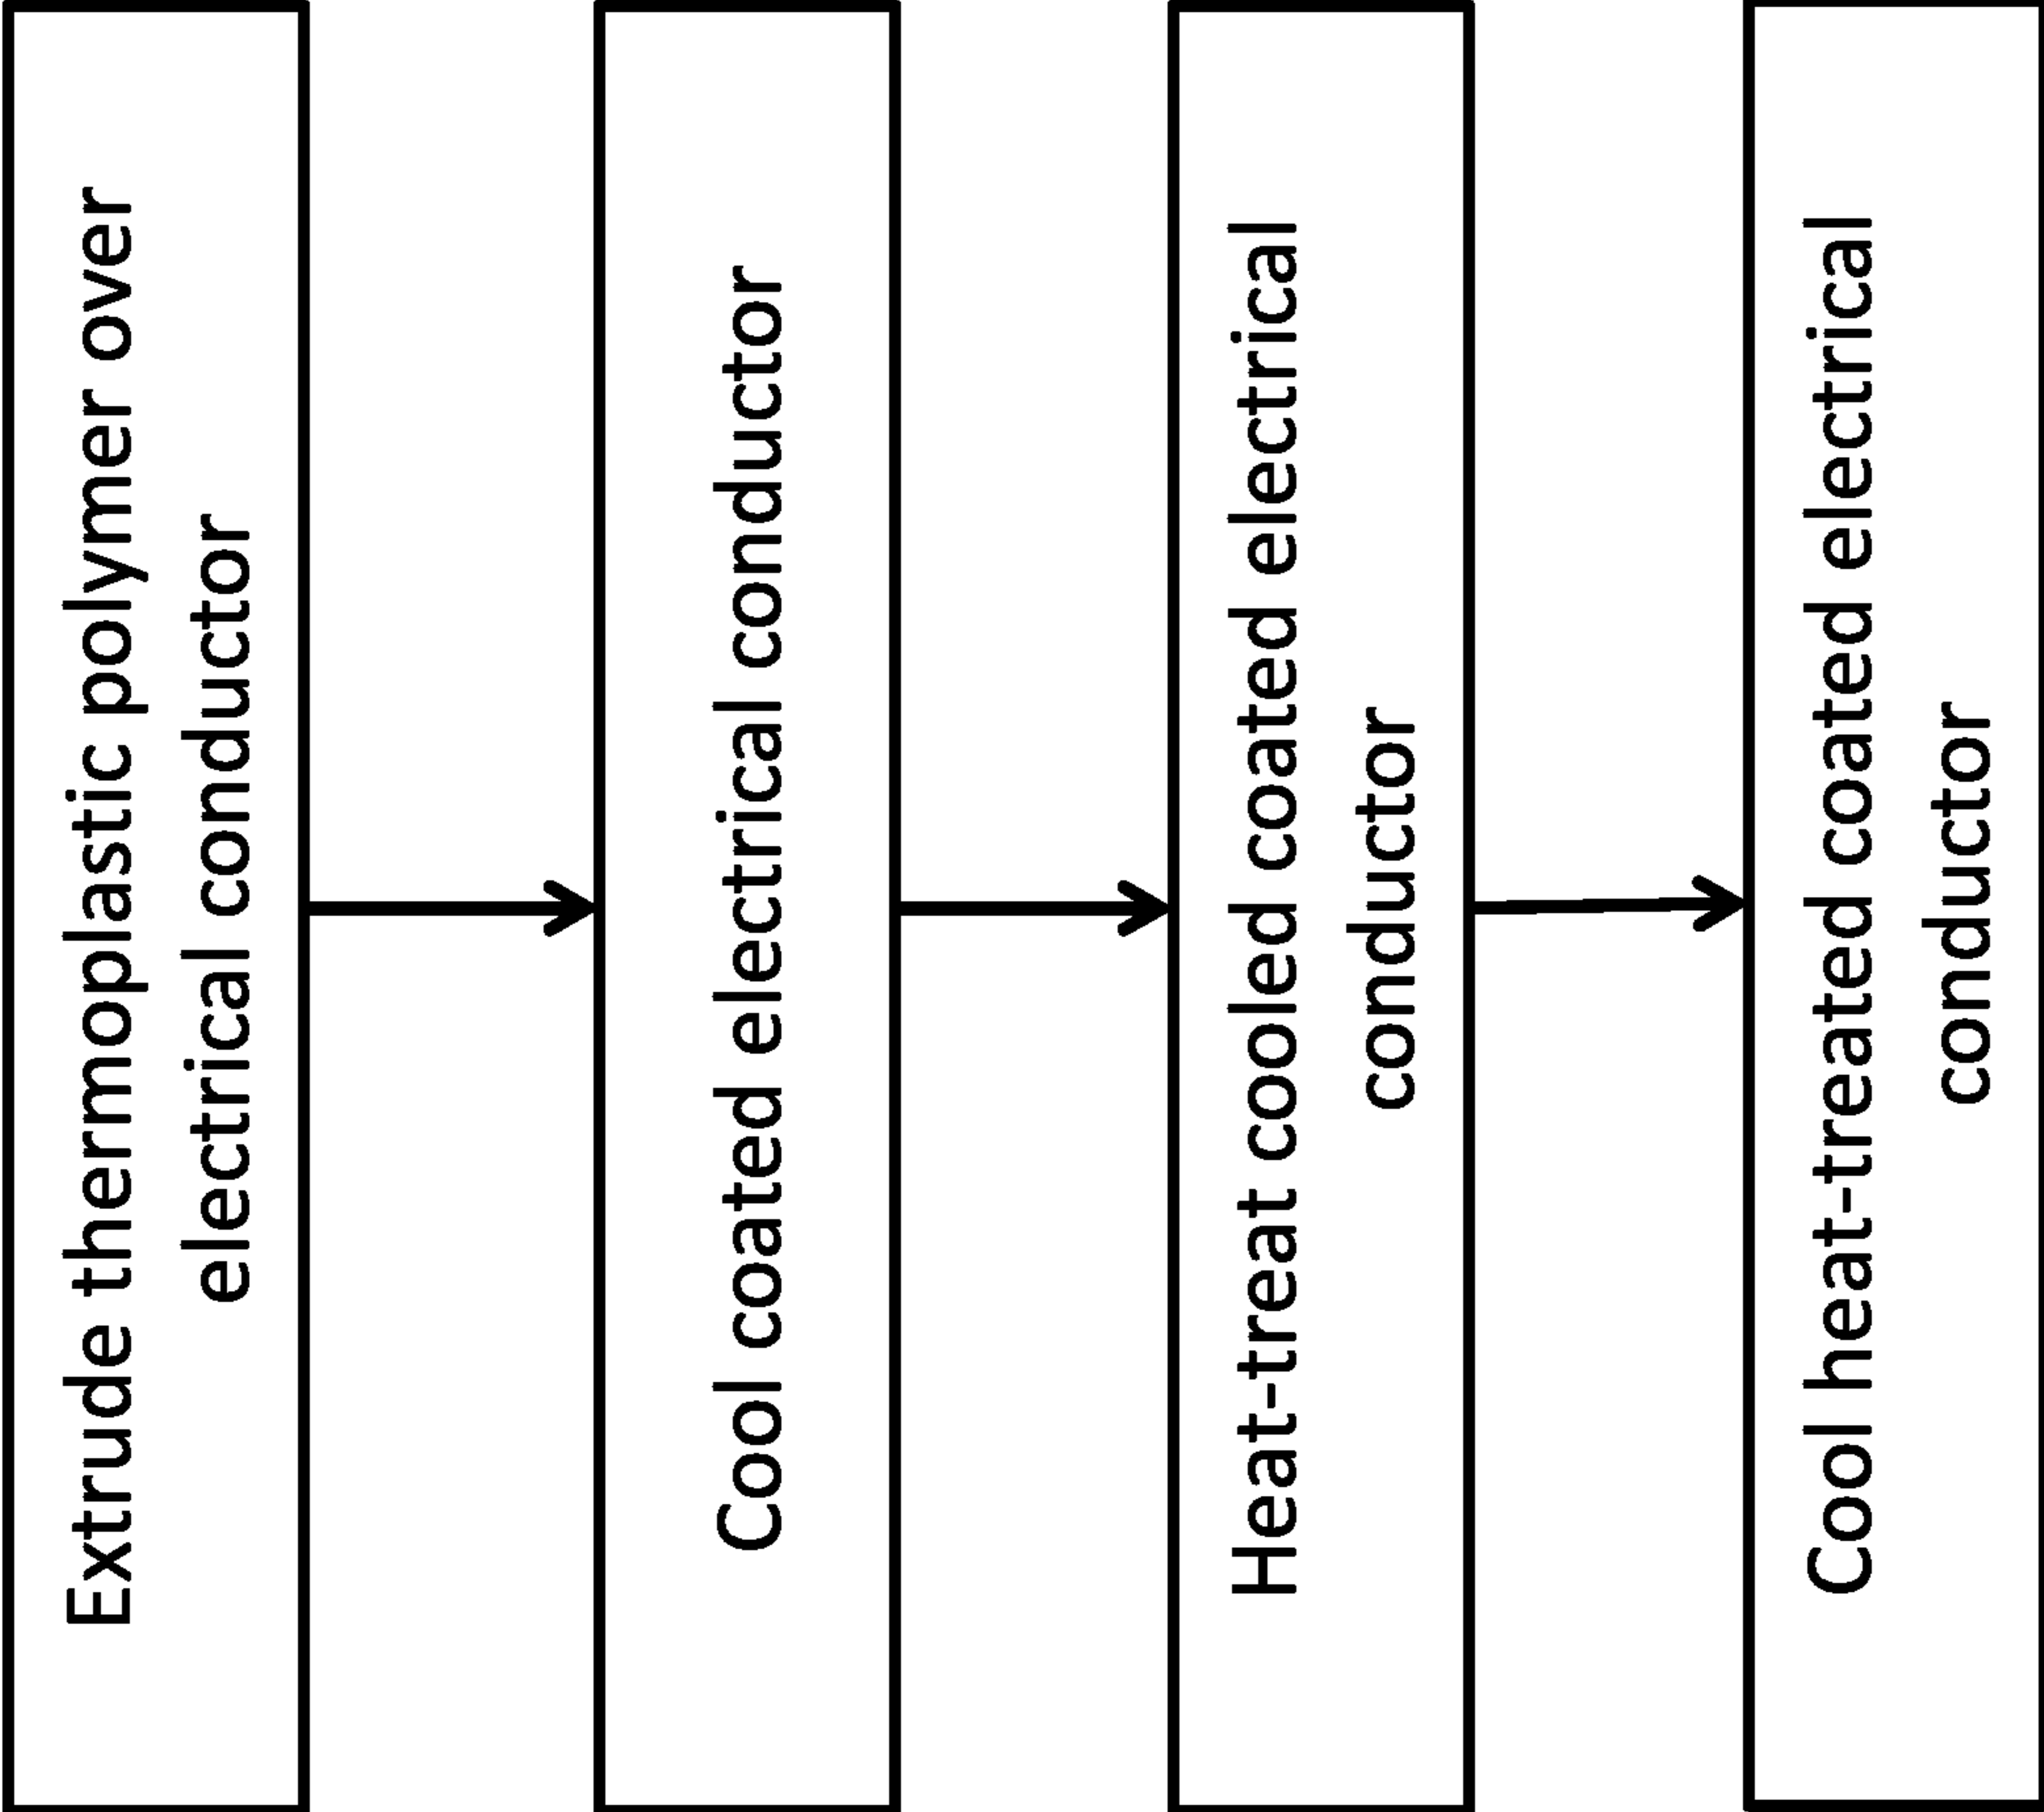 Extrude thermoplastic polymer over
electrical conductor
Cool coated electrical conductor
Heat-treat cooled coated electrical
conductor
Cool heat-treated coated electrical
conductor